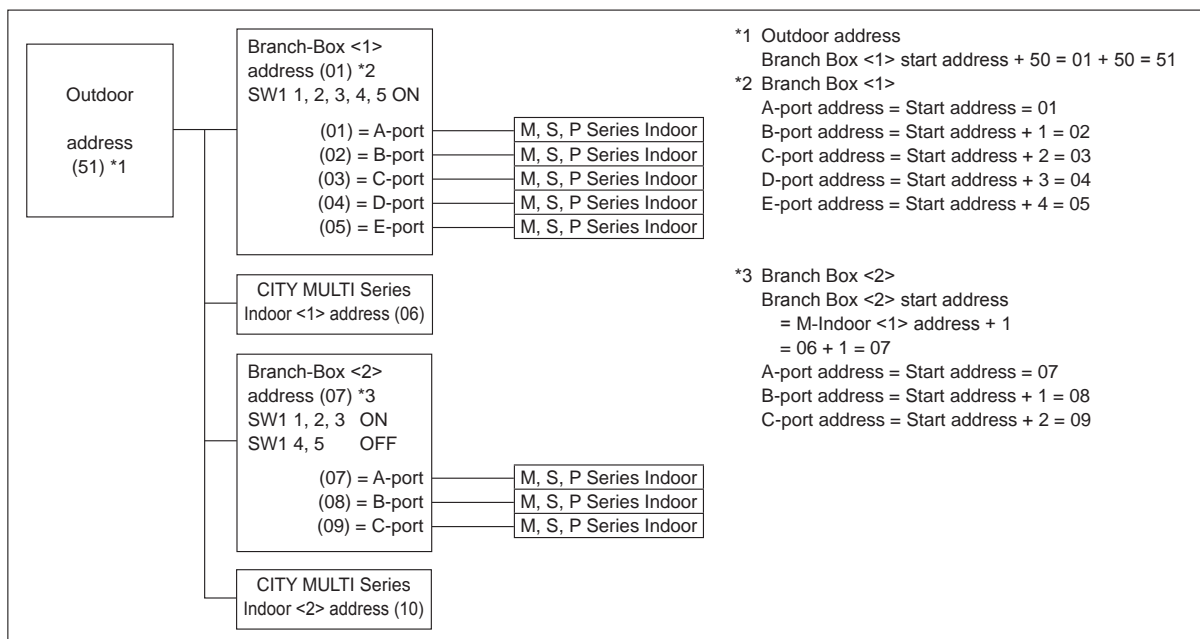 Outdoor
address
(51) *1
Branch-Box <1>
address (01) *2
SW1 1, 2, 3, 4, 5 ON
(01) = A-port
M, S, P Series Indoor
(02) = B-port
M, S, P Series Indoor
(03) = C-port
M, S, P Series Indoor
(04) = D-port
M, S, P Series Indoor
(05) = E-port
M, S, P Series Indoor
CITY MULTI Series
Indoor <1> address (06)
Branch-Box <2>
address (07) *3
SW1 1, 2, 3 ON
SW1 4, 5 OFF
(07) = A-port
M, S, P Series Indoor
(08) = B-port
M, S, P Series Indoor
(09) = C-port
M, S, P Series Indoor
CITY MULTI Series
Indoor <2> address (10)
*1 Outdoor address
Branch Box <1> start address + 50 = 01 + 50 = 51
*2 Branch Box <1>
A-port address = Start address = 01
B-port address = Start address + 1 = 02
C-port address = Start address + 2 = 03
D-port address = Start address + 3 = 04
E-port address = Start address + 4 = 05
*3 Branch Box <2>
Branch Box <2> start address
= M-Indoor <1> address + 1
= 06 + 1 = 07
A-port address = Start address = 07
B-port address = Start address + 1 = 08
C-port address = Start address + 2 = 09